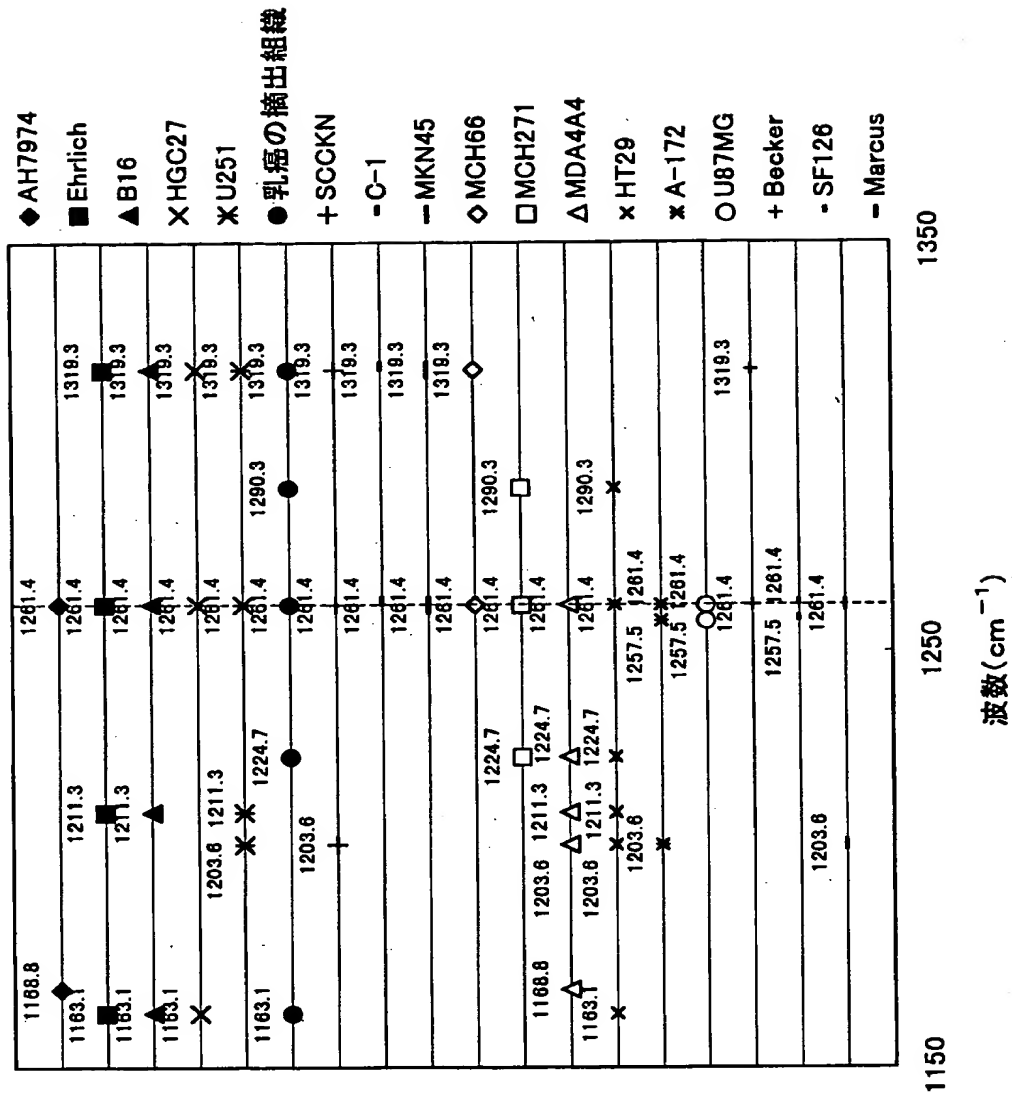 1168.8 1261.4
1163.1 1211.3 1261.4 1319.3
1163.1 1211.3 1261.4 1319.3
1163.1 1261.4 1319.3
1203.6 1211.3 1261.4 1319.3
1163.1 1224.7 1261.4 1290.3 1319.3
1203.6 1261.4 1319.3
1261.4 1319.3
1261.4 1319.3
1261.4 1319.3
1224.7 1261.4 1290.3
1168.8 1203.6 1211.3 1224.7 1261.4
1163.1 1203.6 1211.3 1224.7 1261.4 1290.3
1203.6 1257.5 1261.4
1257.5 1261.4
1261.4 1319.3
1257.5
1203.6 1261.4
1150 1250 1350
波数(cm⁻¹)
AH7974
Ehrlich
B16
HGC27
U251
乳癌の摘出組織
SCCKN
C-1
MKN45
MCH66
MCH271
MDA4A4
HT29
A-172
U87MG
Becker
SF126
Marcus